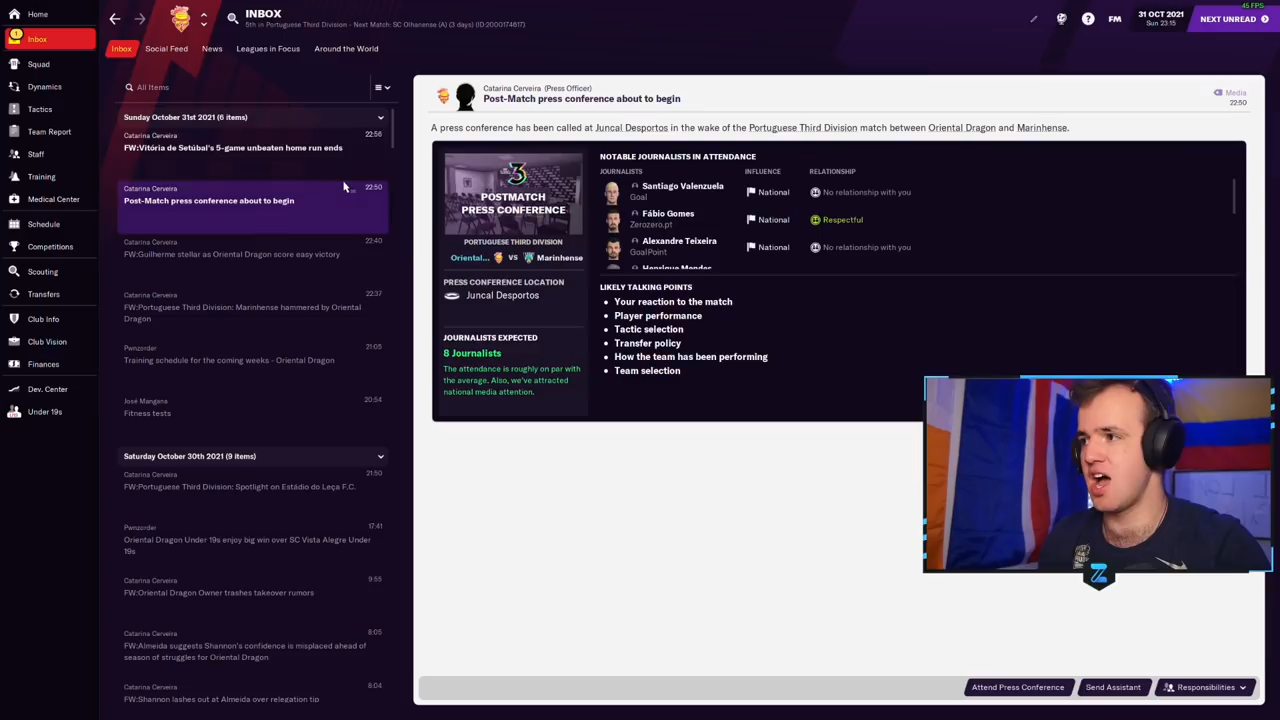 45 FPS
INBOX
5th in Portuguese Third Division - Next Match: SC Olhanense (A) (3 days) (ID:2000174617)
FM
31 OCT 2021
Sun 23:15
NEXT UNREAD
Home
Inbox
Squad
Dynamics
Tactics
Team Report
Staff
Training
Medical Center
Schedule
Competitions
Scouting
Transfers
Club Info
Club Vision
Finances
Dev. Center
Under 19s
Inbox
Social Feed
News
Leagues in Focus
Around the World
All Items
Sunday October 31st 2021 (6 items)
Catarina Cerveira 22:56
FW:Vitória de Setúbal's 5-game unbeaten home run ends
Catarina Cerveira 22:50
Post-Match press conference about to begin
Catarina Cerveira 22:40
FW:Guilherme stellar as Oriental Dragon score easy victory
Catarina Cerveira 22:37
FW:Portuguese Third Division: Marinhense hammered by Oriental
Dragon
Pwnzorder 21:05
Training schedule for the coming weeks - Oriental Dragon
José Mangana 20:54
Fitness tests
Saturday October 30th 2021 (9 items)
Catarina Cerveira 21:50
FW:Portuguese Third Division: Spotlight on Estádio do Leça F.C.
Pwnzorder 17:41
Oriental Dragon Under 19s enjoy big win over SC Vista Alegre Under
19s
Catarina Cerveira 9:55
FW:Oriental Dragon Owner trashes takeover rumors
Catarina Cerveira 8:05
FW:Almeida suggests Shannon's confidence is misplaced ahead of
season of struggles for Oriental Dragon
Catarina Cerveira 8:04
FW:Shannon lashes out at Almeida over relegation tip
Catarina Cerveira (Press Officer)
Post-Match press conference about to begin
Media
22:50
A press conference has been called at Juncal Desportos in the wake of the Portuguese Third Division match between Oriental Dragon and Marinhense.
3
POSTMATCH
PRESS CONFERENCE
PORTUGUESE THIRD DIVISION
Oriental... VS Marinhense
PRESS CONFERENCE LOCATION
Juncal Desportos
JOURNALISTS EXPECTED
8 Journalists
The attendance is roughly on par with
the average. Also, we've attracted
national media attention.
NOTABLE JOURNALISTS IN ATTENDANCE
JOURNALISTS INFLUENCE RELATIONSHIP
Santiago Valenzuela National No relationship with you
Goal
Fábio Gomes National Respectful
Zerozero.pt
Alexandre Teixeira National No relationship with you
GoalPoint
Henrique Mendes
LIKELY TALKING POINTS
Your reaction to the match
Player performance
Tactic selection
Transfer policy
How the team has been performing
Team selection
Attend Press Conference
Send Assistant
Responsibilities